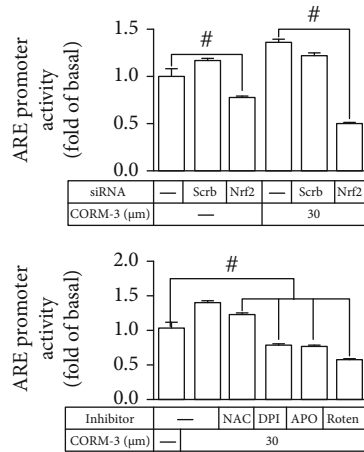 ARE promoter
activity
(fold of basal)
1.5
1.0
0.5
0.0
#
#
siRNA — Scrb Nrf2 — Scrb Nrf2
CORM-3 (μm) — 30
ARE promoter
activity
(fold of basal)
2.0
1.5
1.0
0.5
0.0
#
Inhibitor — NAC DPI APO Roten
CORM-3 (μm) — 30